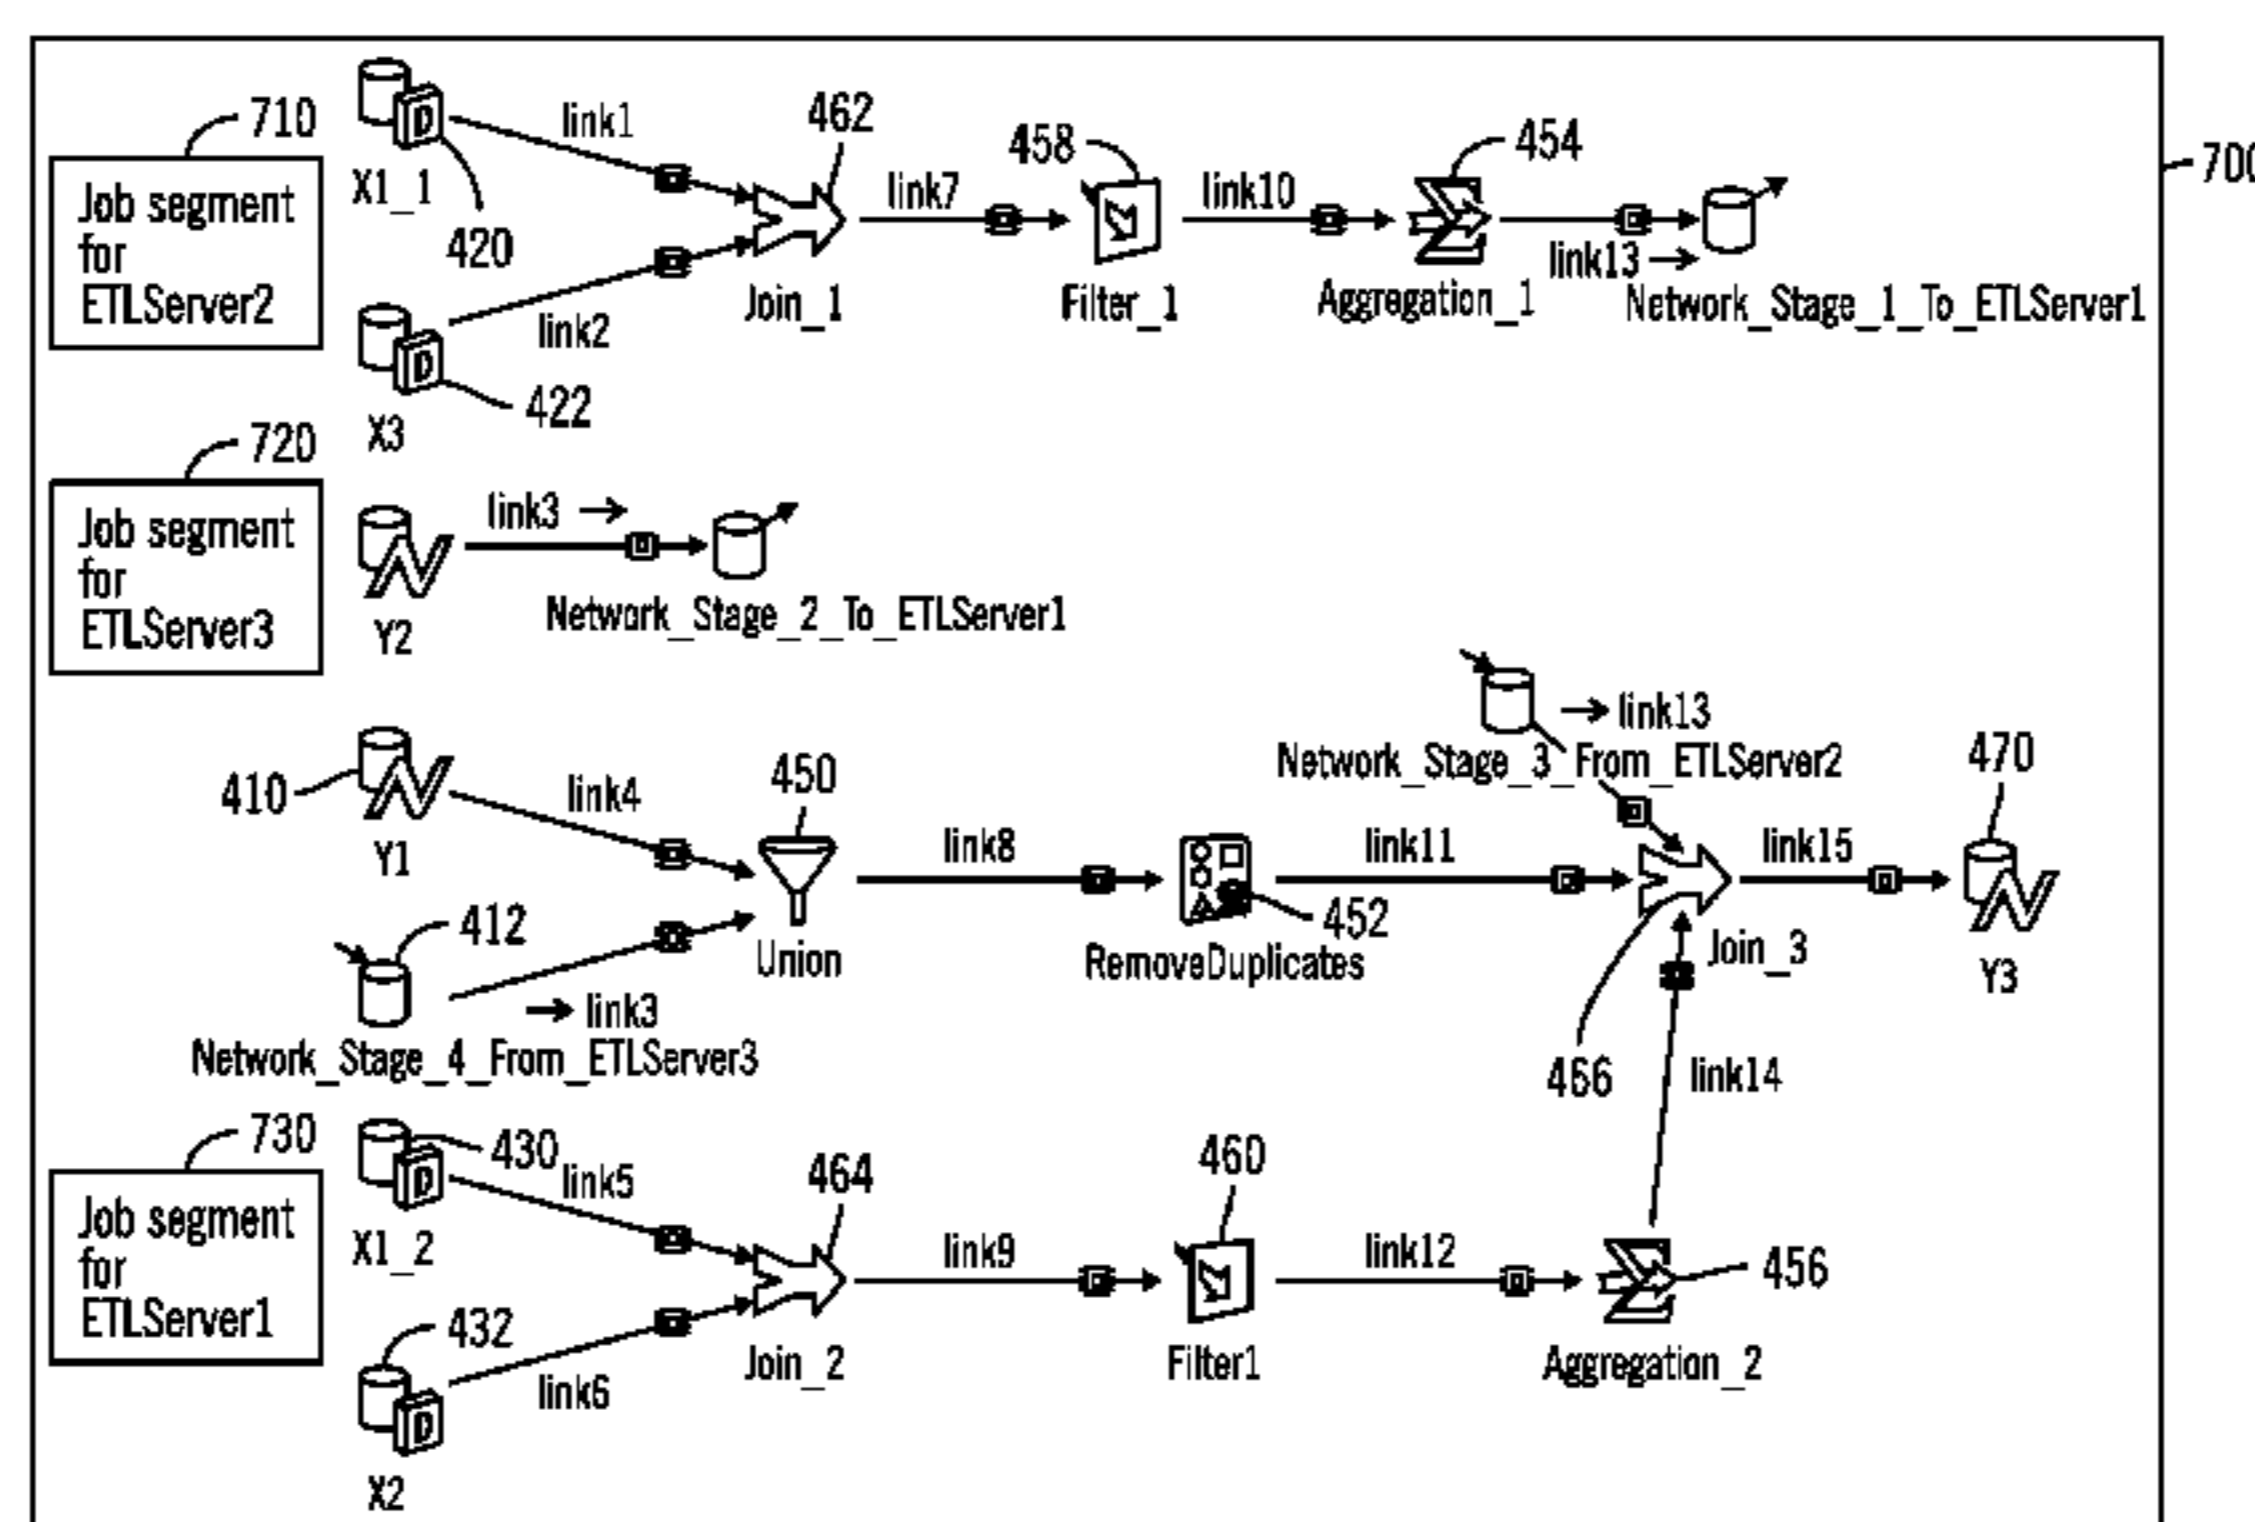 710
Job segment
for
ETLServer2
X1_1
420
link1
462
link2
X3
422
Join_1
link7
458
Filter_1
link10
454
Aggregation_1
link13
Network_Stage_1_To_ETLServer1
700
720
Job segment
for
ETLServer3
link3
Y2
Network_Stage_2_To_ETLServer1
410
Y1
link4
450
412
link3
Network_Stage_4_From_ETLServer3
Union
link8
452
RemoveDuplicates
link11
link13
Network_Stage_3_From_ETLServer2
466
Join_3
link15
470
Y3
link14
730
Job segment
for
ETLServer1
430
X1_2
link5
464
432
link6
X2
Join_2
link9
460
Filter1
link12
456
Aggregation_2